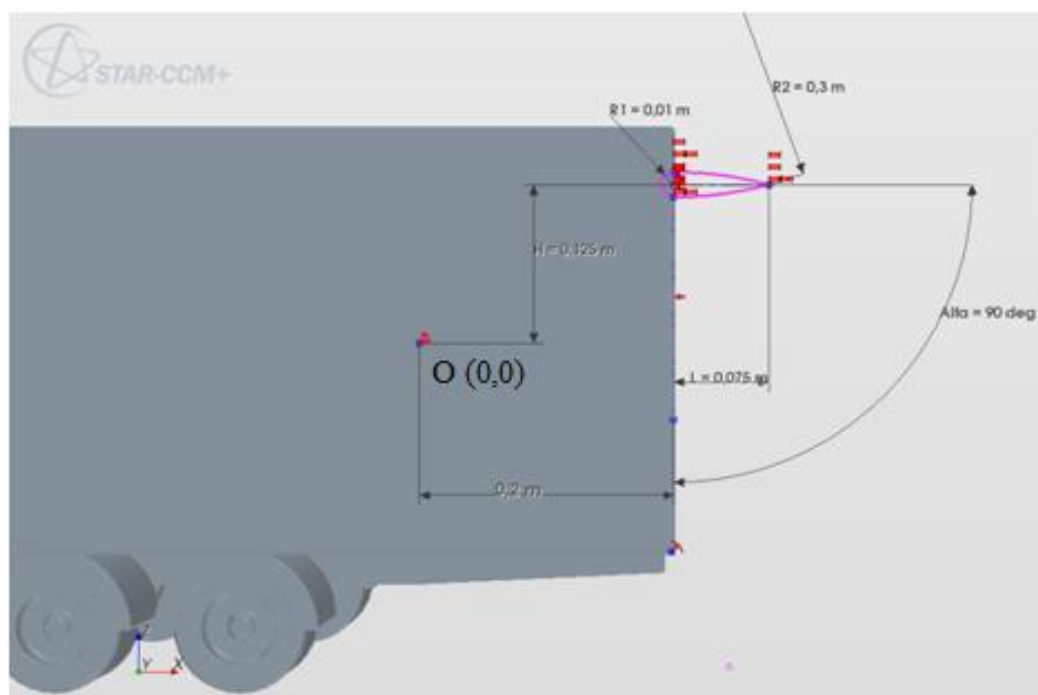 STAR-CCM+
R2 = 0,3 m
R1 = 0,01 m
H = 0,125 m
Alfa = 90 deg
O (0,0)
L = 0,075 m
0,2 m
Z
Y X